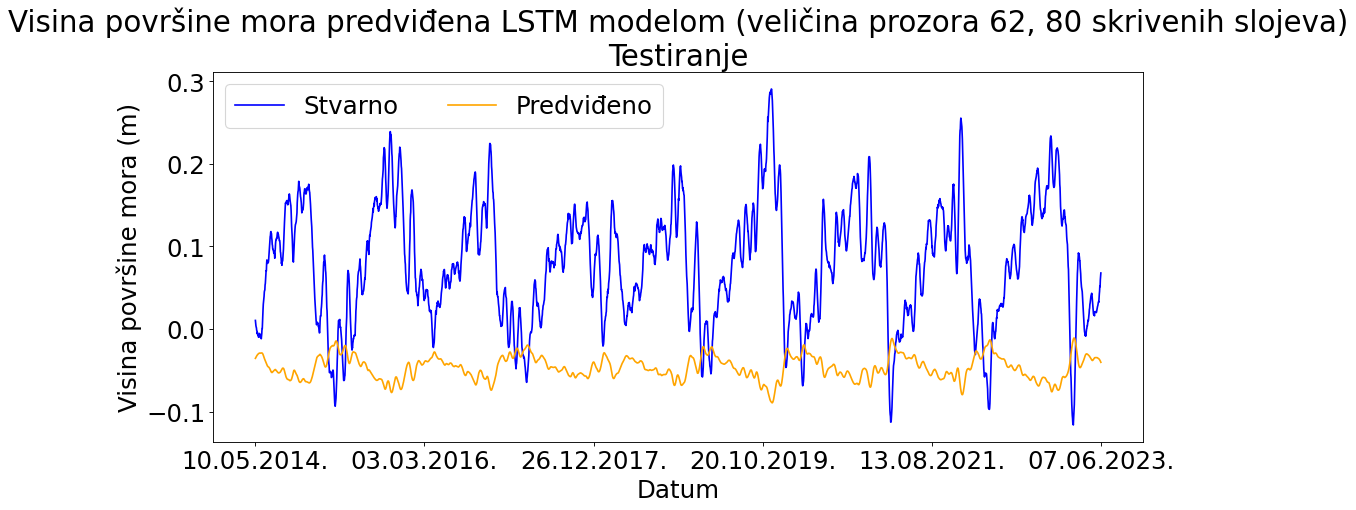 Visina površine mora predviđena LSTM modelom (veličina prozora 62, 80 skrivenih slojeva)
Testiranje
Stvarno Predviđeno
Visina površine mora (m)
0.3
0.2
0.1
0.0
−0.1
10.05.2014. 03.03.2016. 26.12.2017. 20.10.2019. 13.08.2021. 07.06.2023.
Datum